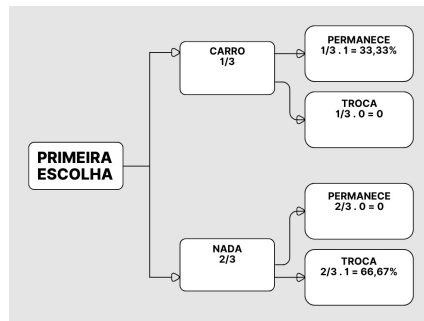 PRIMEIRA
ESCOLHA
CARRO
1/3
PERMANECE
1/3 . 1 = 33,33%
TROCA
1/3 . 0 = 0
NADA
2/3
PERMANECE
2/3 . 0 = 0
TROCA
2/3 . 1 = 66,67%